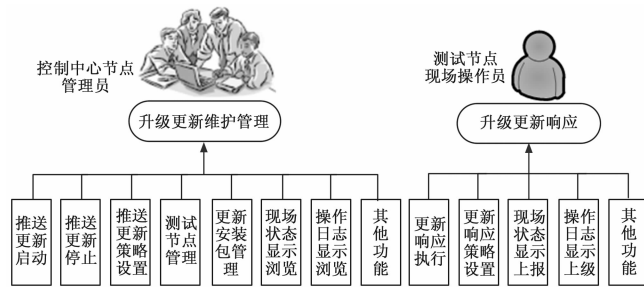 控制中心节点
管理员
测试节点
现场操作员
升级更新维护管理
升级更新响应
推送
更新
启动
推送
更新
停止
推送
更新
策略
设置
测试
节点
管理
更新
安装
包管
理
现场
状态
显示
浏览
操作
日志
显示
浏览
其他
功能
更新
响应
执行
更新
响应
策略
设置
现场
状态
显示
上报
操作
日志
显示
上级
其他
功能